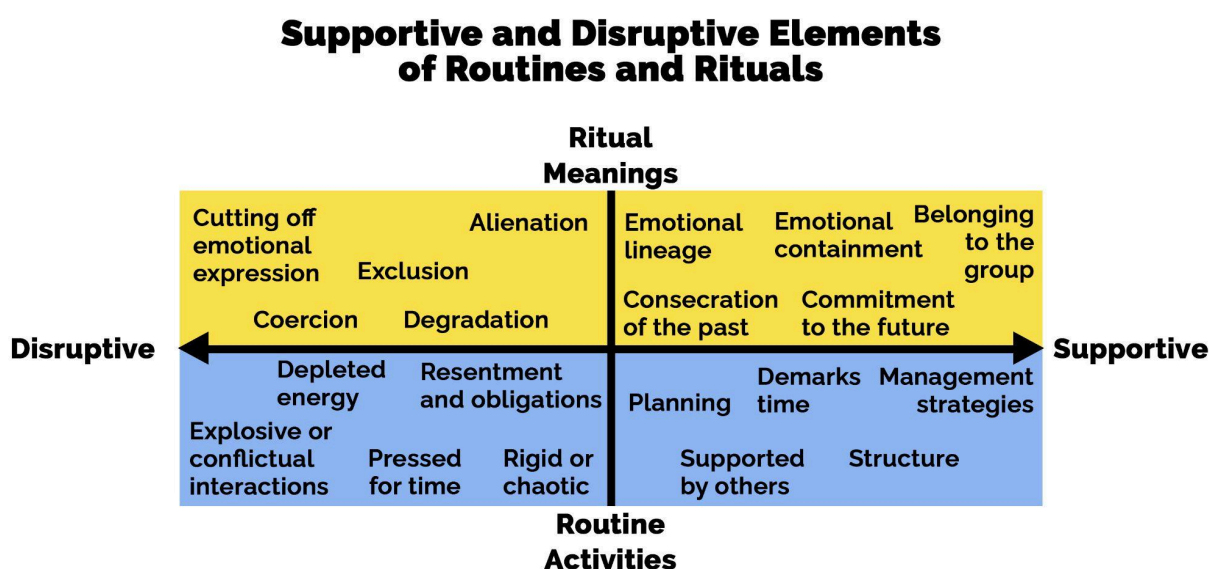 Supportive and Disruptive Elements
of Routines and Rituals
Ritual
Meanings
Cutting off
emotional
expression
Alienation
Exclusion
Coercion
Degradation
Emotional
lineage
Emotional
containment
Belonging
to the
group
Consecration
of the past
Commitment
to the future
Disruptive
Supportive
Depleted
energy
Resentment
and obligations
Explosive or
conflictual
interactions
Pressed
for time
Rigid or
chaotic
Planning
Demarks
time
Management
strategies
Supported
by others
Structure
Routine
Activities